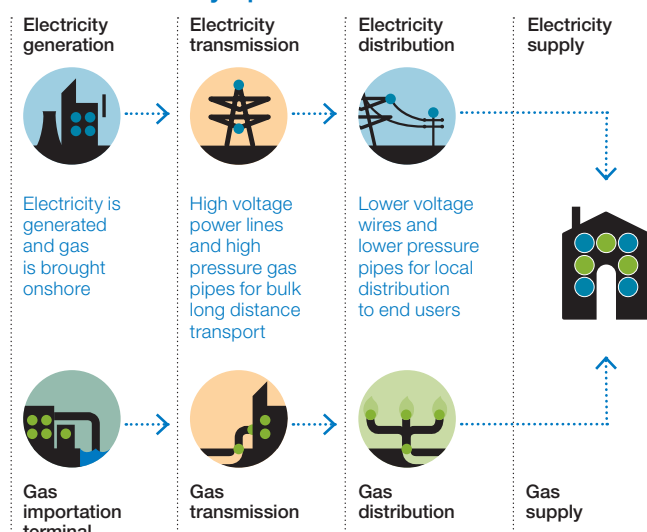 Electricity
generation
Electricity
transmission
Electricity
distribution
Electricity
supply
Electricity is
generated
and gas
is brought
onshore
High voltage
power lines
and high
pressure gas
pipes for bulk
long distance
transport
Lower voltage
wires and
lower pressure
pipes for local
distribution
to end users
Gas
importation
terminal
Gas
transmission
Gas
distribution
Gas
supply